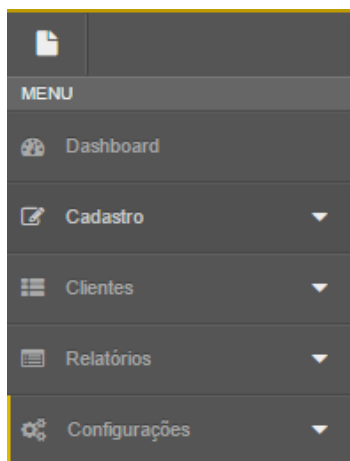 MENU
Dashboard
Cadastro
Clientes
Relatórios
Configurações